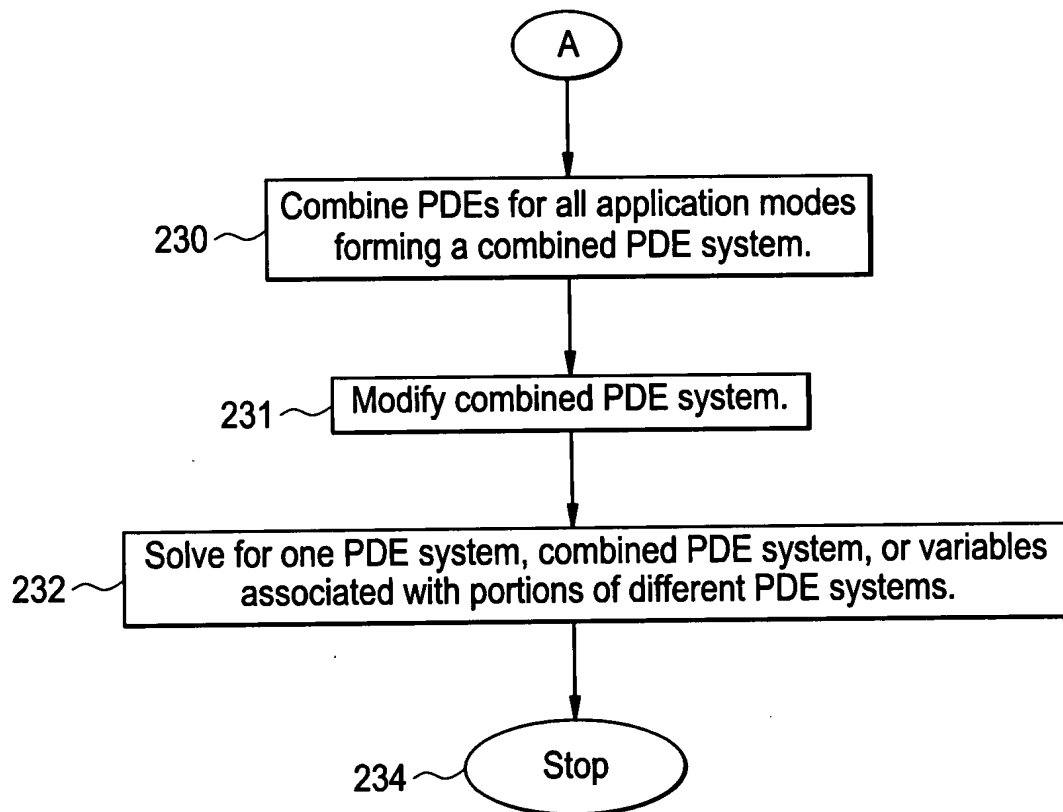 A
Combine PDEs for all application modes
forming a combined PDE system.
230
Modify combined PDE system.
231
Solve for one PDE system, combined PDE system, or variables
associated with portions of different PDE systems.
232
Stop
234